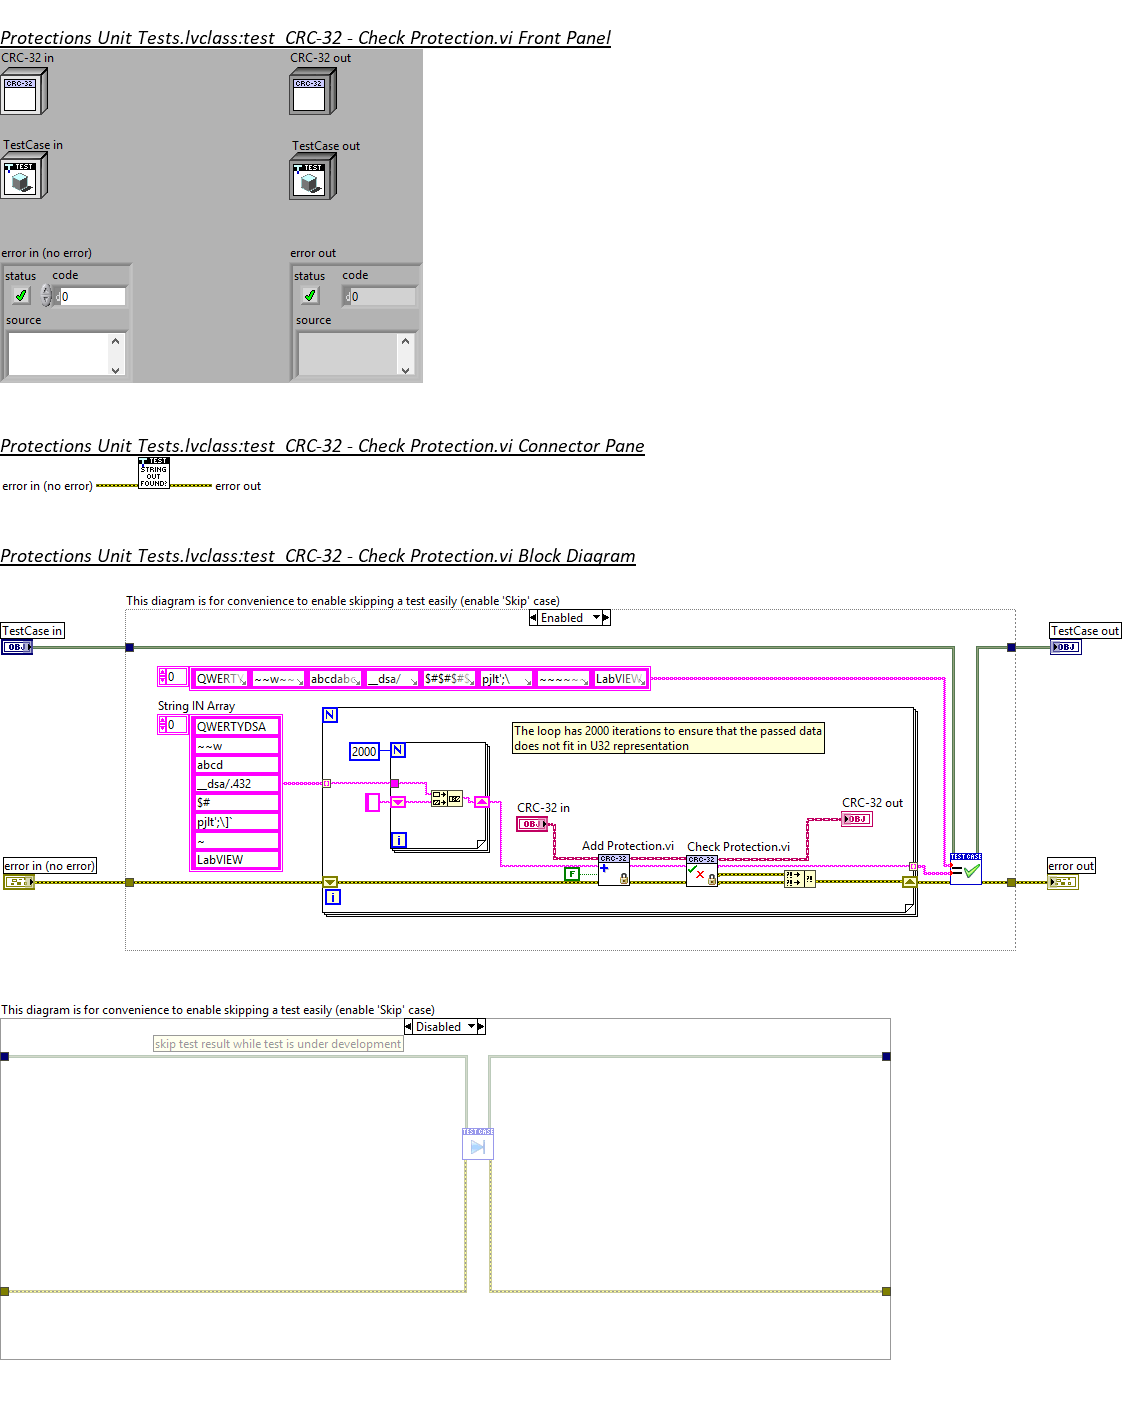 Protections Unit Tests.lvclass:test CRC-32 - Check Protection.vi Front Panel
CRC-32 in
CRC-32 out
CRC-32
CRC-32
TestCase in
TestCase out
TEST
TEST
error in (no error)
error out
status
code
status
code
d
0
d
0
source
source
Protections Unit Tests.lvclass:test CRC-32 - Check Protection.vi Connector Pane
TEST
STRING
OUT
FOUND?
error in (no error)
error out
Protections Unit Tests.lvclass:test CRC-32 - Check Protection.vi Block Diagram
This diagram is for convenience to enable skipping a test easily (enable 'Skip' case)
Enabled
TestCase in
TestCase out
OBJ
OBJ
0
QWERTY
~~w~~
abcdabc
__dsa/
$#$#$#$
pjlt';\
~~~~~
LabVIEW
String IN Array
0
QWERTYDSA
~~w
abcd
__dsa/.432
$#
pjlt';\]`
~
LabVIEW
N
2000
N
i
The loop has 2000 iterations to ensure that the passed data
does not fit in U32 representation
CRC-32 in
CRC-32 out
OBJ
OBJ
Add Protection.vi
Check Protection.vi
CRC-32
CRC-32
F
TEST CASE
error in (no error)
error out
i
This diagram is for convenience to enable skipping a test easily (enable 'Skip' case)
Disabled
skip test result while test is under development
TEST CASE